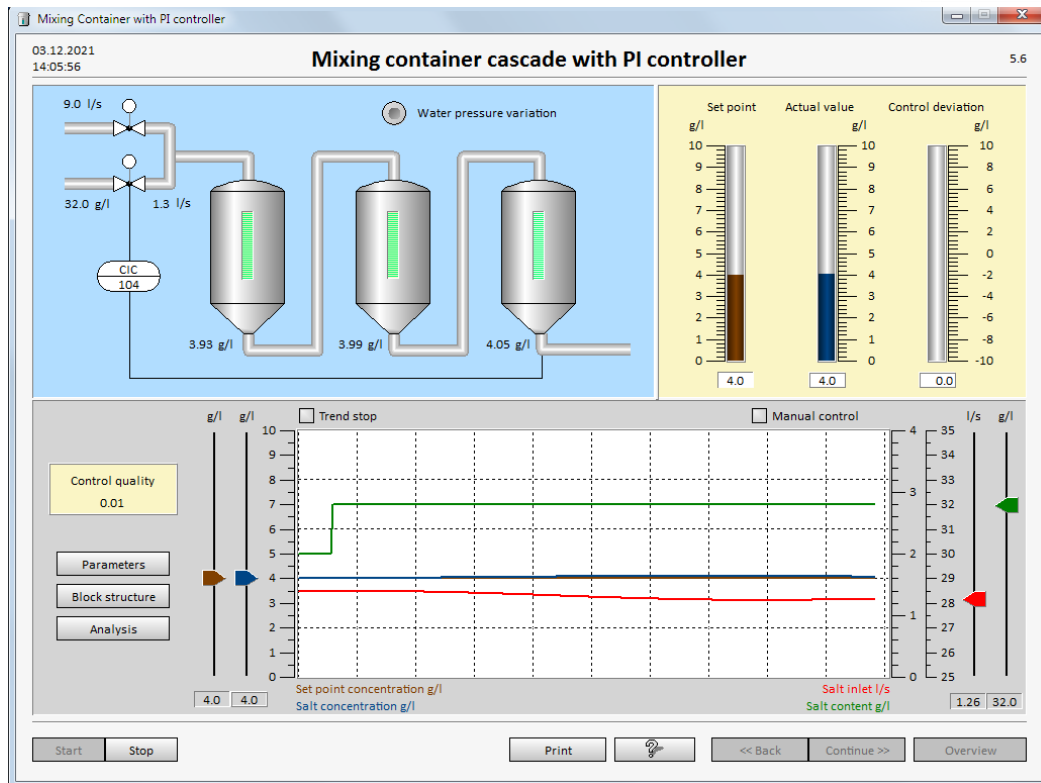 Mixing Container with PI controller
03.12.2021
14:05:56
Mixing container cascade with PI controller
5.6
9.0 l/s
Water pressure variation
32.0 g/l
1.3 l/s
CIC
104
3.93 g/l
3.99 g/l
4.05 g/l
Set point
Actual value
Control deviation
g/l
g/l
g/l
10
9
8
7
6
5
4
3
2
1
0
10
9
8
7
6
5
4
3
2
1
0
10
8
6
4
2
0
-2
-4
-6
-8
-10
4.0
4.0
0.0
g/l
g/l
Trend stop
Manual control
l/s
g/l
10
9
8
7
6
5
4
3
2
1
0
4
3
2
1
0
35
34
33
32
31
30
29
28
27
26
25
Control quality
0.01
Parameters
Block structure
Analysis
4.0
4.0
Set point concentration g/l
Salt concentration g/l
Salt inlet l/s
Salt content g/l
1.26
32.0
Start
Stop
Print
?
<< Back
Continue >>
Overview